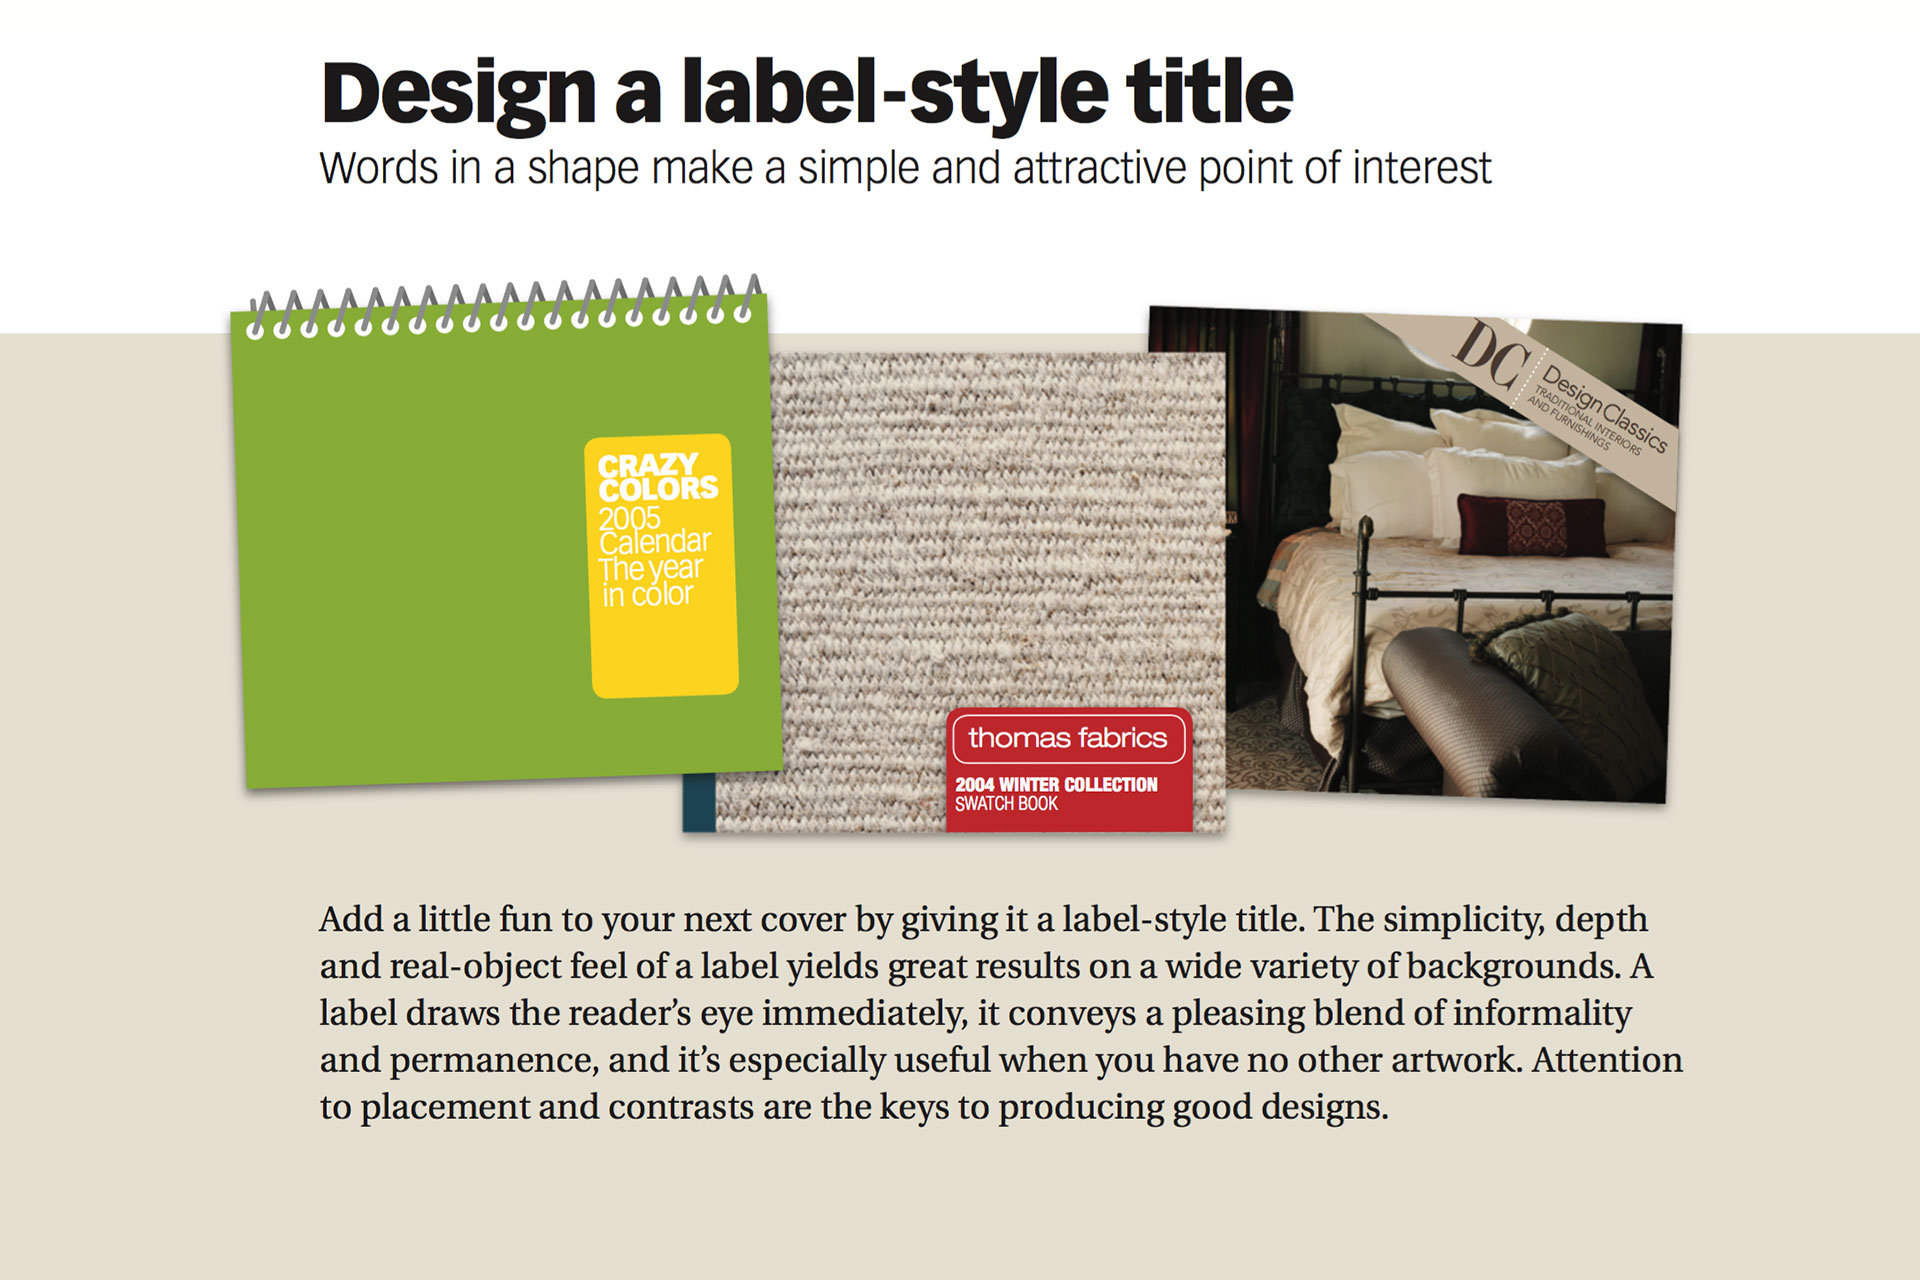 Design a label-style title
Words in a shape make a simple and attractive point of interest
CRAZY
COLORS
2005
Calendar
The year
in color
thomas fabrics
2004 WINTER COLLECTION
SWATCH BOOK
DC
Design Classics
TRADITIONAL INTERIORS
AND FURNISHINGS
Add a little fun to your next cover by giving it a label-style title. The simplicity, depth
and real-object feel of a label yields great results on a wide variety of backgrounds. A
label draws the reader’s eye immediately, it conveys a pleasing blend of informality
and permanence, and it’s especially useful when you have no other artwork. Attention
to placement and contrasts are the keys to producing good designs.